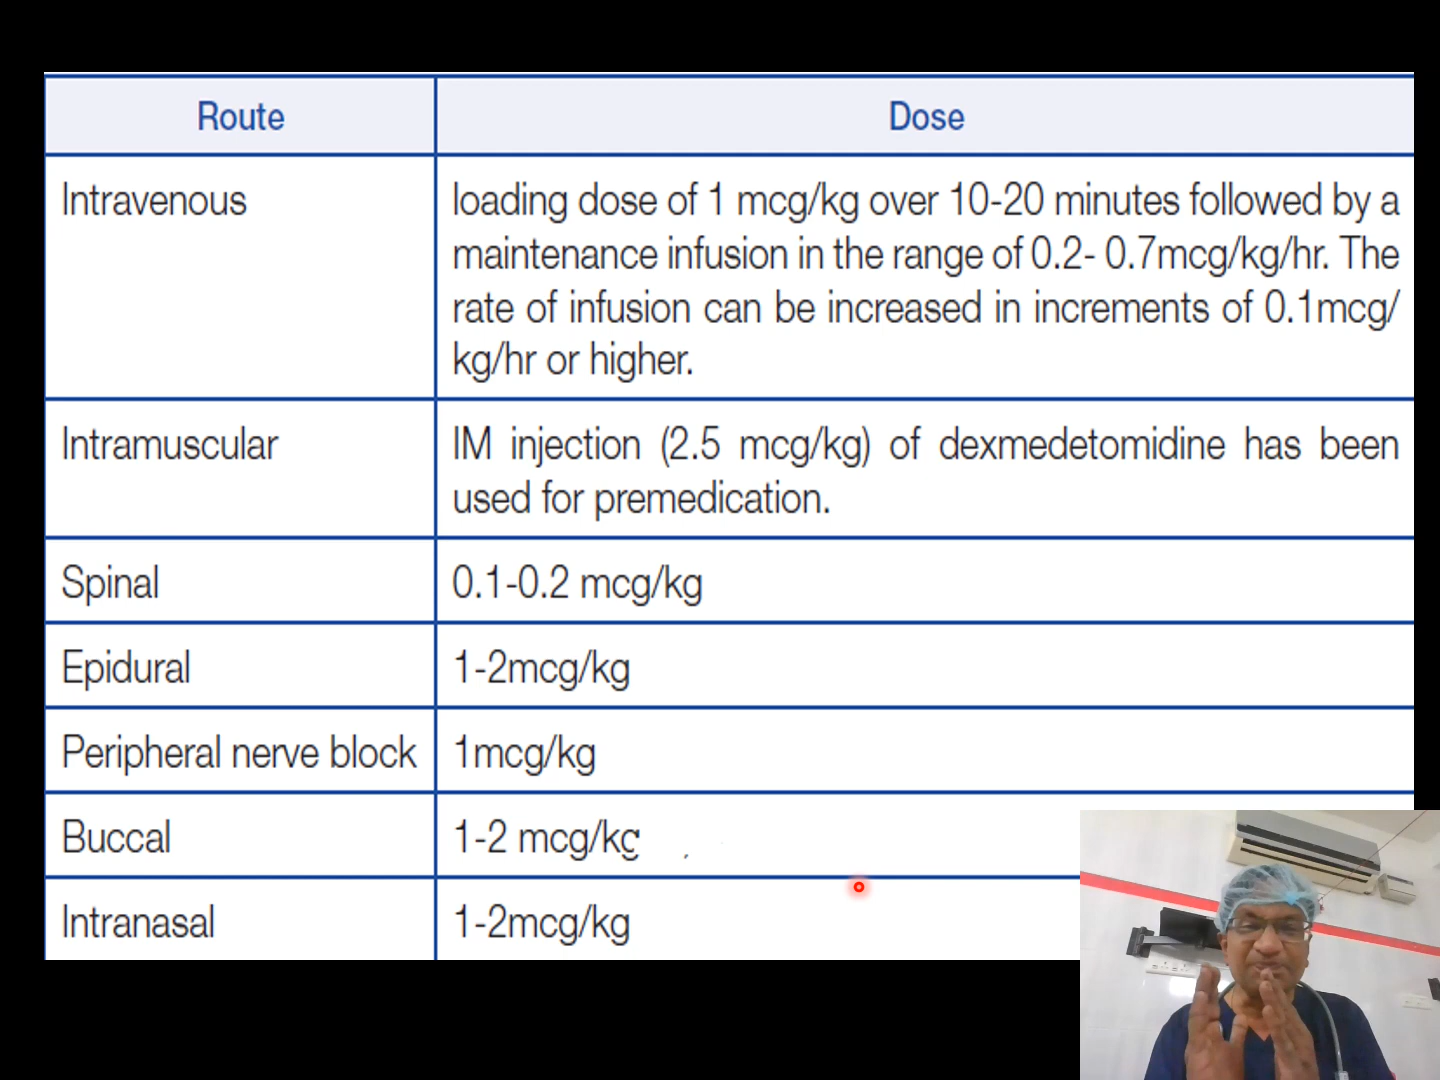 Route Dose
Intravenous loading dose of 1 mcg/kg over 10-20 minutes followed by a
maintenance infusion in the range of 0.2- 0.7mcg/kg/hr. The
rate of infusion can be increased in increments of 0.1mcg/
kg/hr or higher.
Intramuscular IM injection (2.5 mcg/kg) of dexmedetomidine has been
used for premedication.
Spinal 0.1-0.2 mcg/kg
Epidural 1-2mcg/kg
Peripheral nerve block 1mcg/kg
Buccal 1-2 mcg/kg
Intranasal 1-2mcg/kg